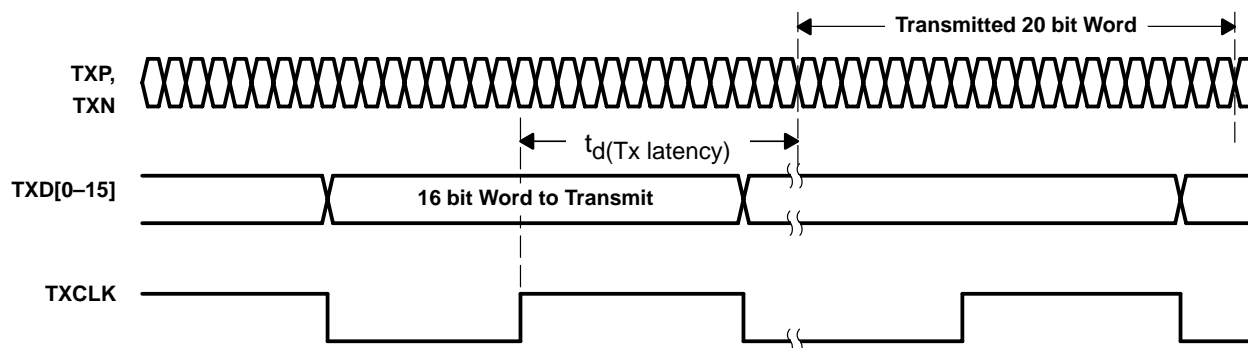 Transmitted 20 bit Word
TXP,
TXN
td(Tx latency)
TXD[0–15]
16 bit Word to Transmit
TXCLK